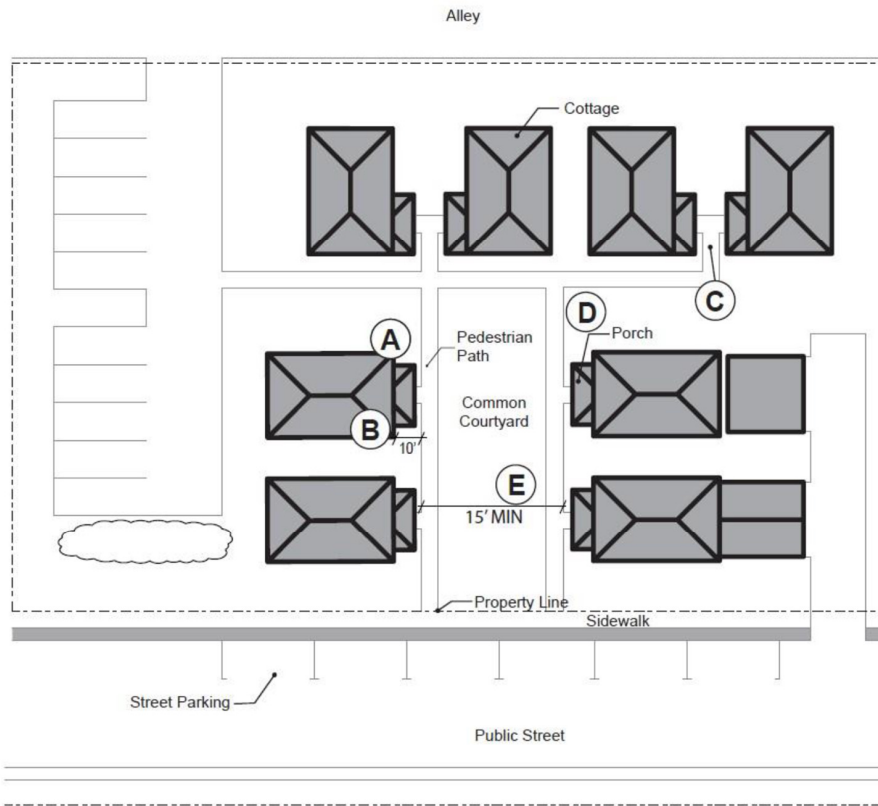 Alley
Cottage
C
D
A
Pedestrian
Path
Porch
Common
Courtyard
B
10'
E
15' MIN
Property Line
Sidewalk
Street Parking
Public Street